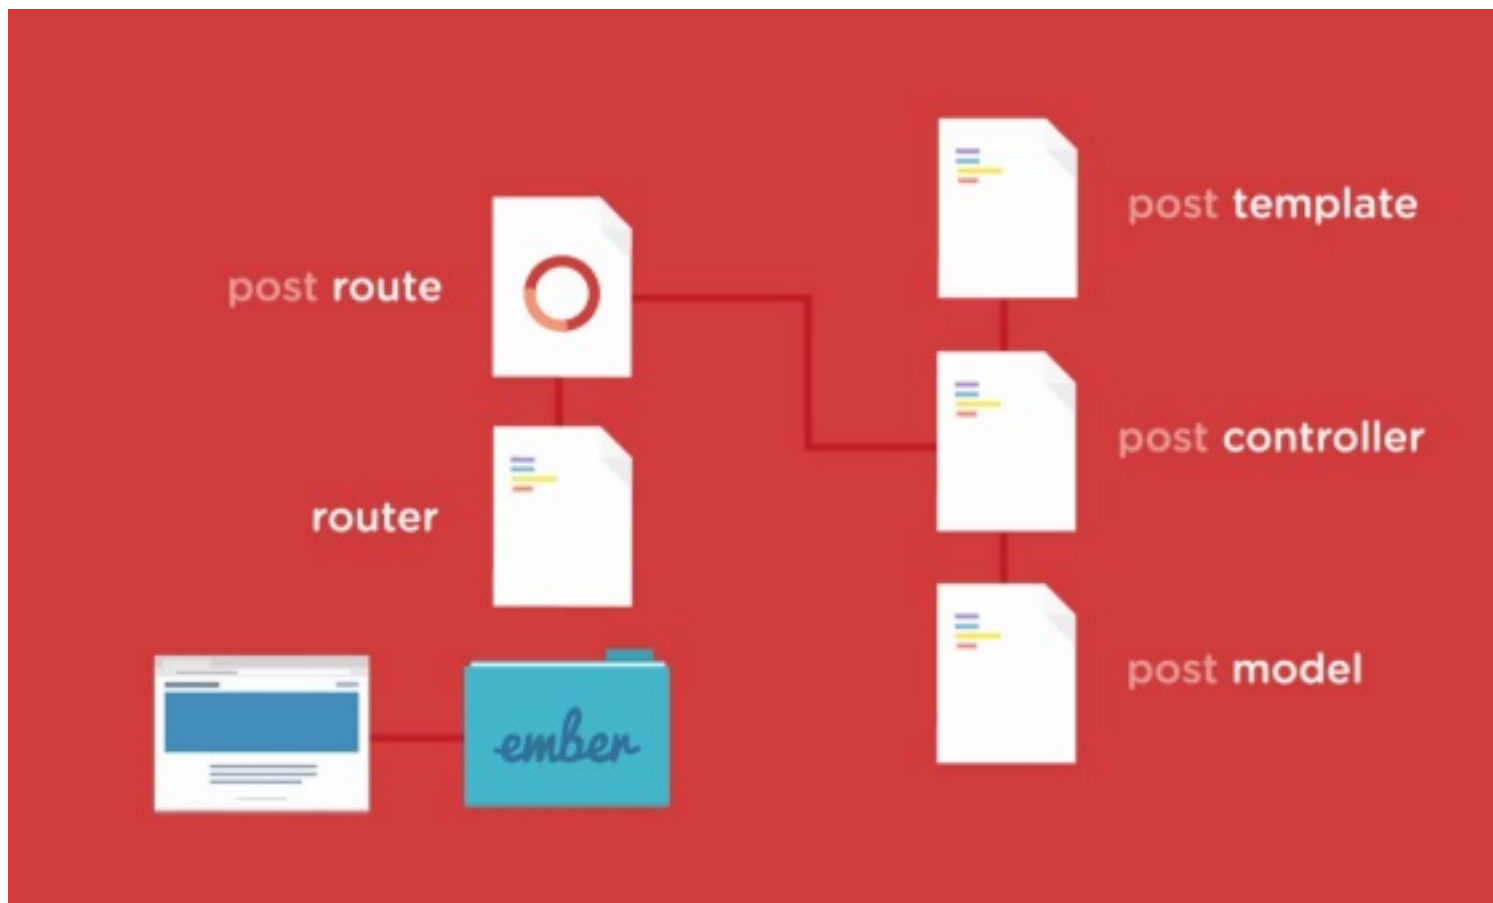 post template
post route
post controller
router
post model
ember